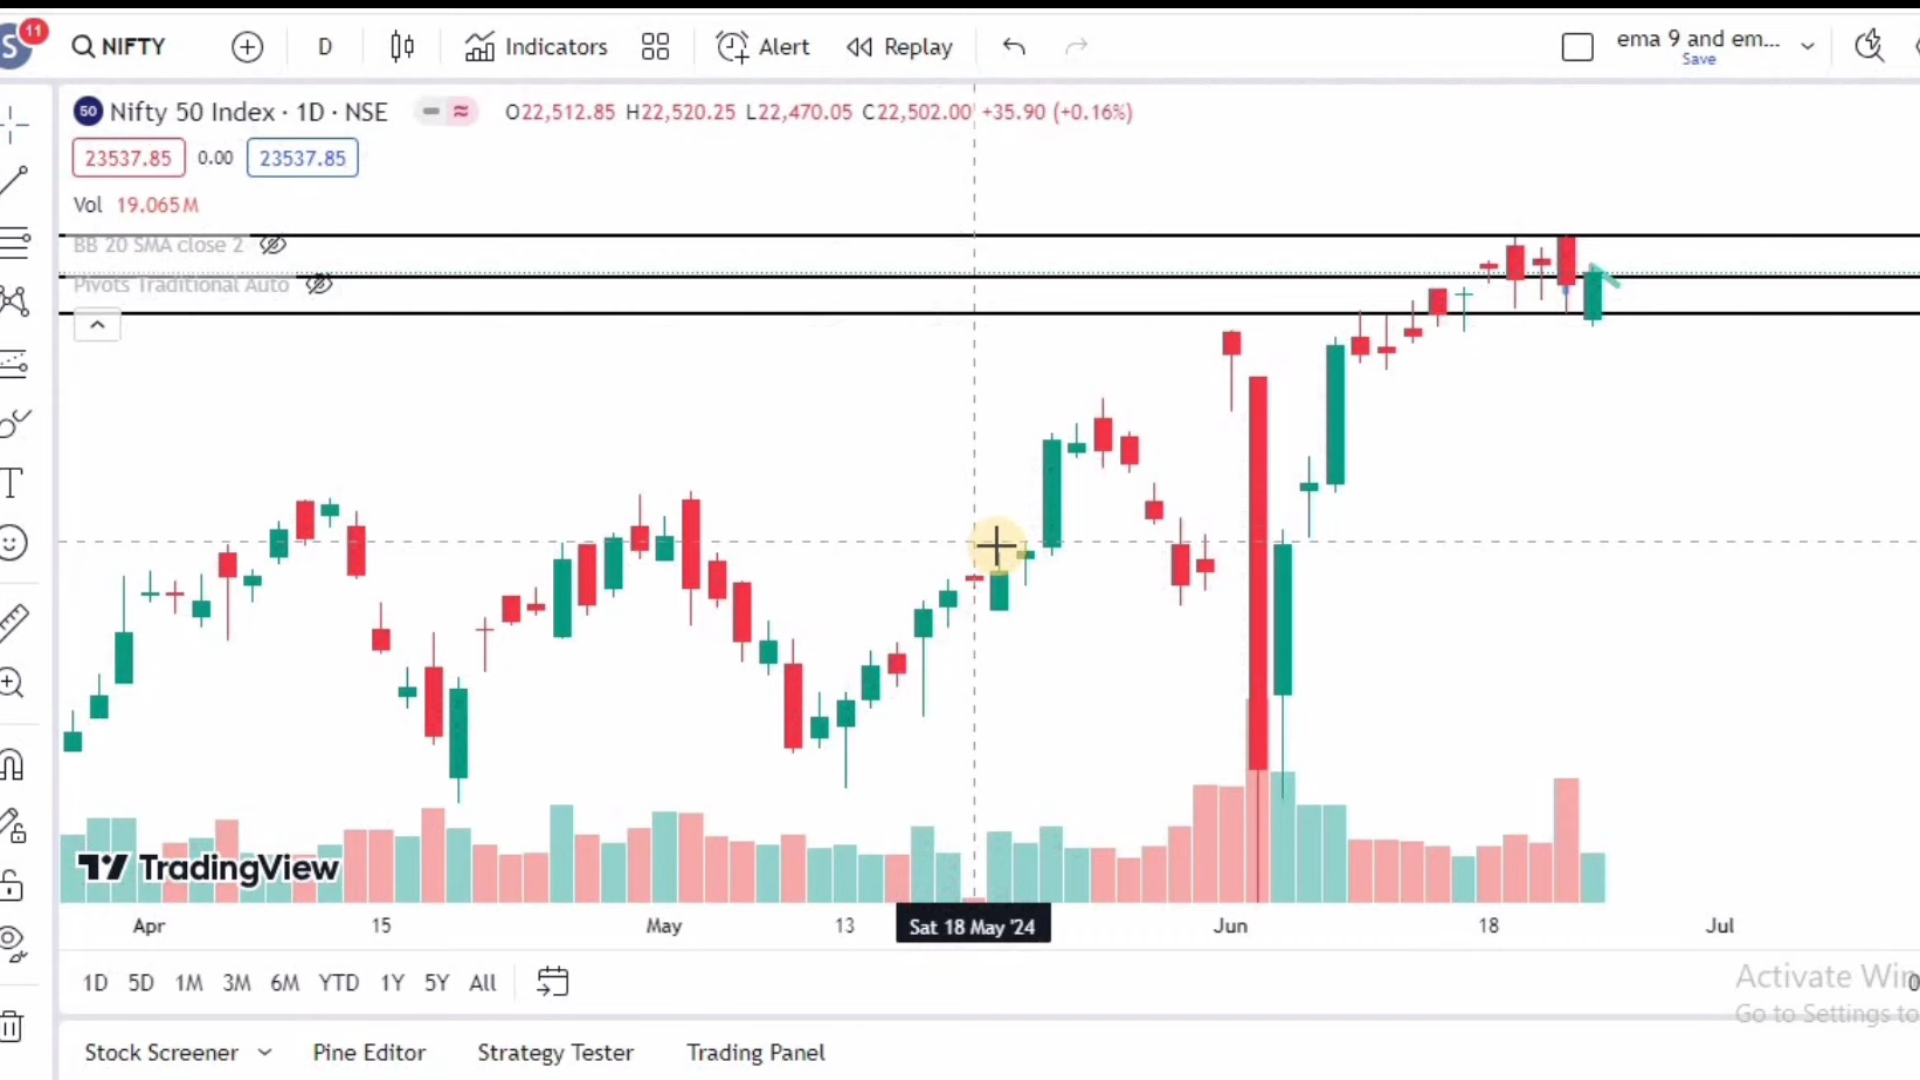 S
11
NIFTY
D
Indicators
Alert
Replay
ema 9 and em...
Save
50
Nifty 50 Index · 1D · NSE
O22,512.85 H22,520.25 L22,470.05 C22,502.00 +35.90 (+0.16%)
23537.85 0.00 23537.85
Vol 19.065M
BB 20 SMA close 2
Pivots Traditional Auto
TradingView
Apr 15 May 13 Sat 18 May '24 Jun 18 Jul
1D 5D 1M 3M 6M YTD 1Y 5Y All
Activate Win
Go to Settings to
Stock Screener Pine Editor Strategy Tester Trading Panel